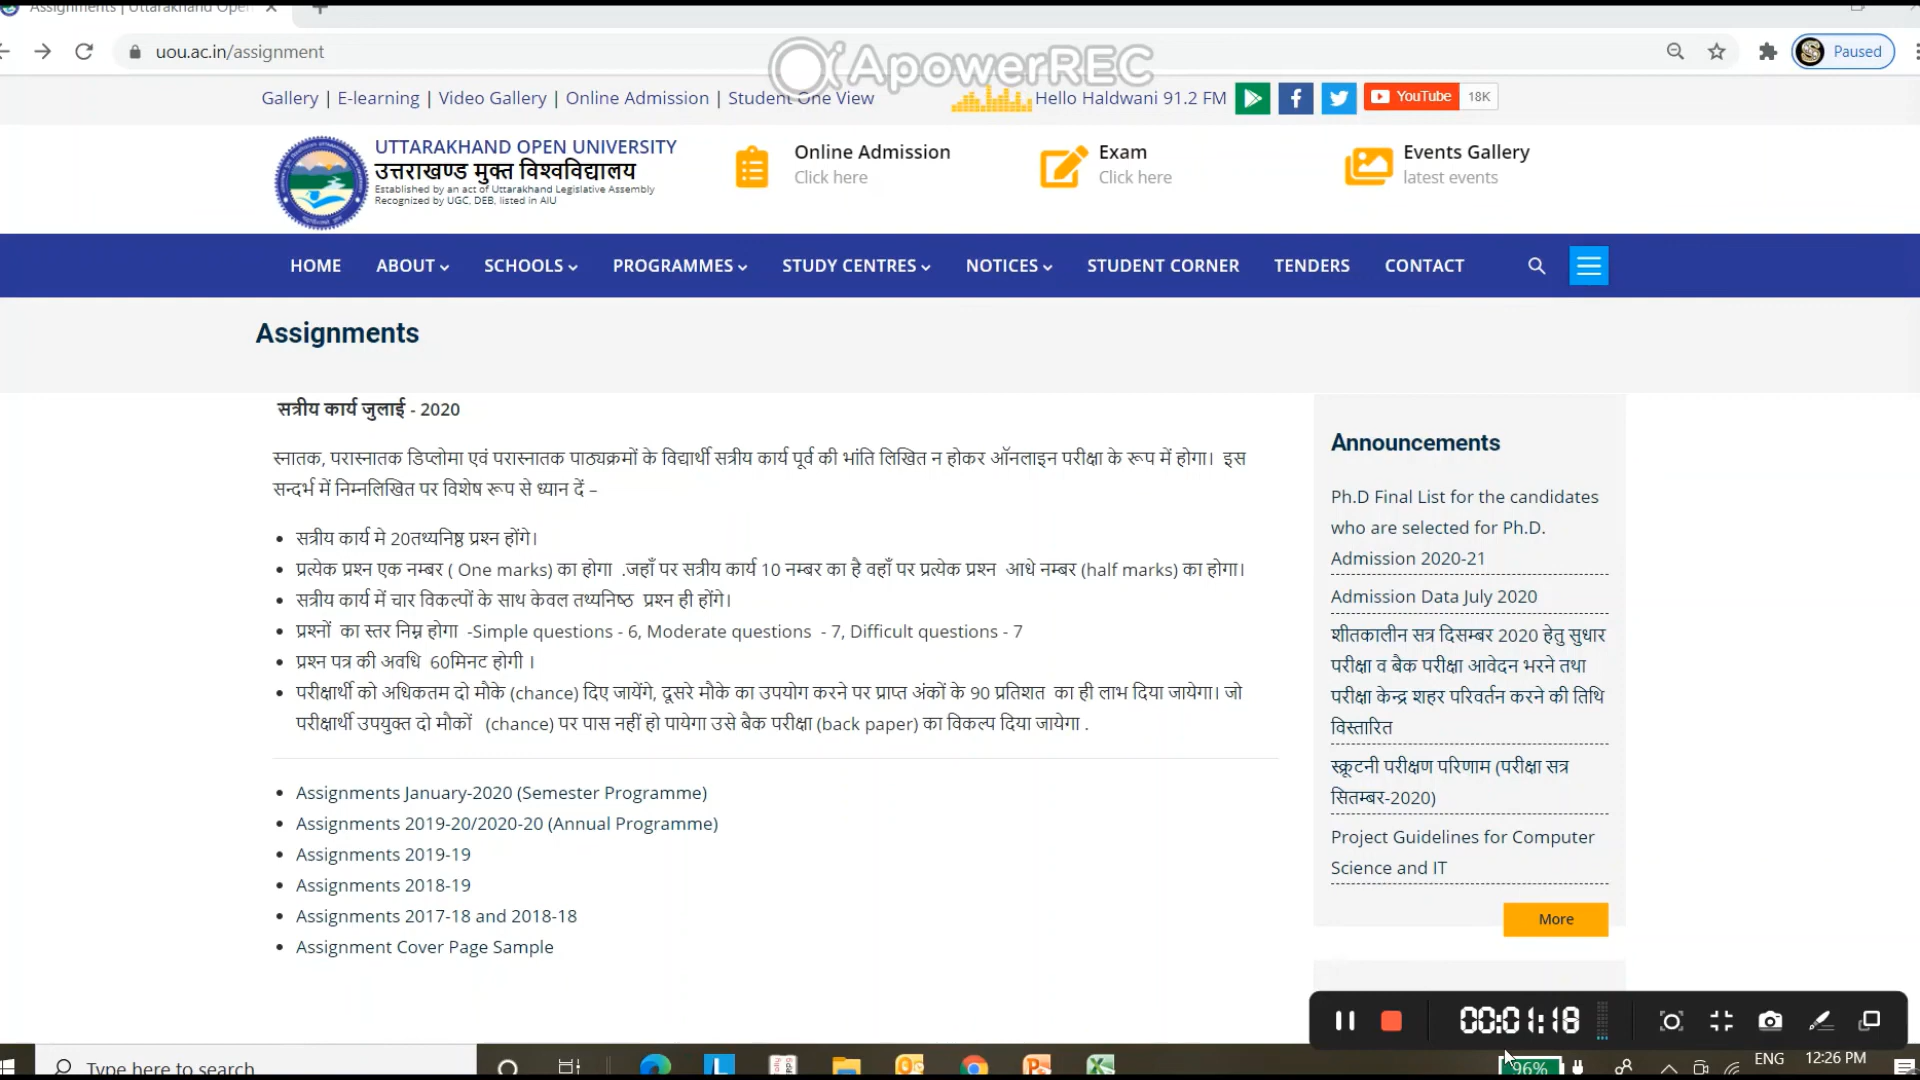 Assignments | Uttarakhand Open
uou.ac.in/assignment
ApowerREC
Paused
Gallery | E-learning | Video Gallery | Online Admission | Student One View
Hello Haldwani 91.2 FM
YouTube 18K
UTTARAKHAND OPEN UNIVERSITY
उत्तराखण्ड मुक्त विश्वविद्यालय
Established by an act of Uttarakhand Legislative Assembly
Recognized by UGC, DEB, listed in AIU
Online Admission
Click here
Exam
Click here
Events Gallery
latest events
HOME ABOUT SCHOOLS PROGRAMMES STUDY CENTRES NOTICES STUDENT CORNER TENDERS CONTACT
Assignments
सत्रीय कार्य जुलाई - 2020
स्नातक, परास्नातक डिप्लोमा एवं परास्नातक पाठ्यक्रमों के विद्यार्थी सत्रीय कार्य पूर्व की भांति लिखित न होकर ऑनलाइन परीक्षा के रूप में होगा। इस
सन्दर्भ में निम्नलिखित पर विशेष रूप से ध्यान दें –
• सत्रीय कार्य मे 20तथ्यनिष्ठ प्रश्न होंगे।
• प्रत्येक प्रश्न एक नम्बर ( One marks) का होगा .जहाँ पर सत्रीय कार्य 10 नम्बर का है वहाँ पर प्रत्येक प्रश्न आधे नम्बर (half marks) का होगा।
• सत्रीय कार्य में चार विकल्पों के साथ केवल तथ्यनिष्ठ प्रश्न ही होंगे।
• प्रश्नों का स्तर निम्न होगा -Simple questions - 6, Moderate questions - 7, Difficult questions - 7
• प्रश्न पत्र की अवधि 60मिनट होगी ।
• परीक्षार्थी को अधिकतम दो मौके (chance) दिए जायेंगे, दूसरे मौके का उपयोग करने पर प्राप्त अंकों के 90 प्रतिशत का ही लाभ दिया जायेगा। जो
परीक्षार्थी उपयुक्त दो मौकों (chance) पर पास नहीं हो पायेगा उसे बैक परीक्षा (back paper) का विकल्प दिया जायेगा .
• Assignments January-2020 (Semester Programme)
• Assignments 2019-20/2020-20 (Annual Programme)
• Assignments 2019-19
• Assignments 2018-19
• Assignments 2017-18 and 2018-18
• Assignment Cover Page Sample
Announcements
Ph.D Final List for the candidates
who are selected for Ph.D.
Admission 2020-21
Admission Data July 2020
शीतकालीन सत्र दिसम्बर 2020 हेतु सुधार
परीक्षा व बैक परीक्षा आवेदन भरने तथा
परीक्षा केन्द्र शहर परिवर्तन करने की तिथि
विस्तारित
स्क्रूटनी परीक्षण परिणाम (परीक्षा सत्र
सितम्बर-2020)
Project Guidelines for Computer
Science and IT
More
00:01:18
Type here to search
96%
ENG
12:26 PM